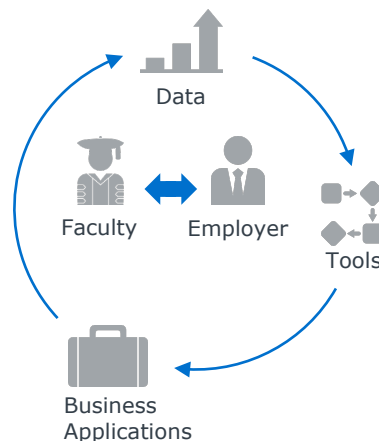 Data
Faculty
Employer
Tools
Business
Applications